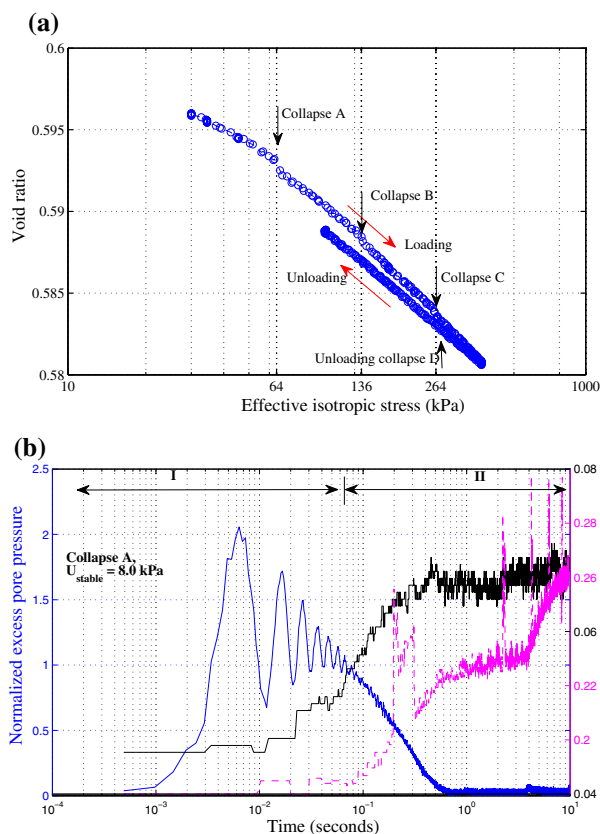 (a)
0.6
0.595
0.59
0.585
0.58
Void ratio
Collapse A
Collapse B
Loading
Collapse C
Unloading
Unloading collapse D
10
64
136
264
1000
Effective isotropic stress (kPa)
(b)
2.5
2
1.5
1
0.5
0
Normalized excess pore pressure
I
II
Collapse A,
U_stable = 8.0 kPa
0.08
0.06
0.04
0.28
0.26
0.22
0.2
10^-4
10^-3
10^-2
10^-1
10^0
10^1
Time (seconds)